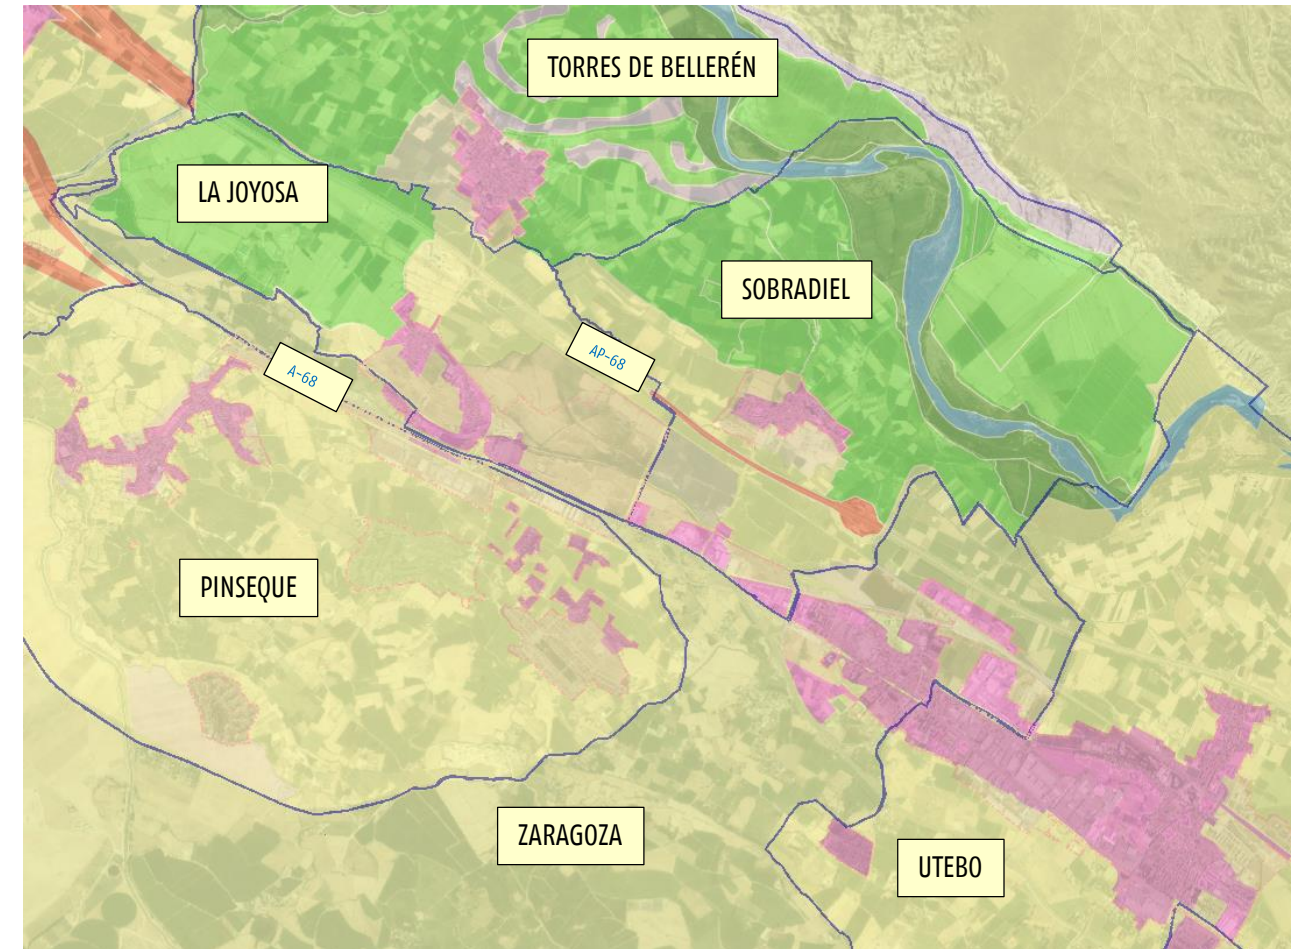 TORRES DE BELLERÉN
LA JOYOSA
SOBRADIEL
AP-68
A-68
PINSEQUE
ZARAGOZA
UTEBO